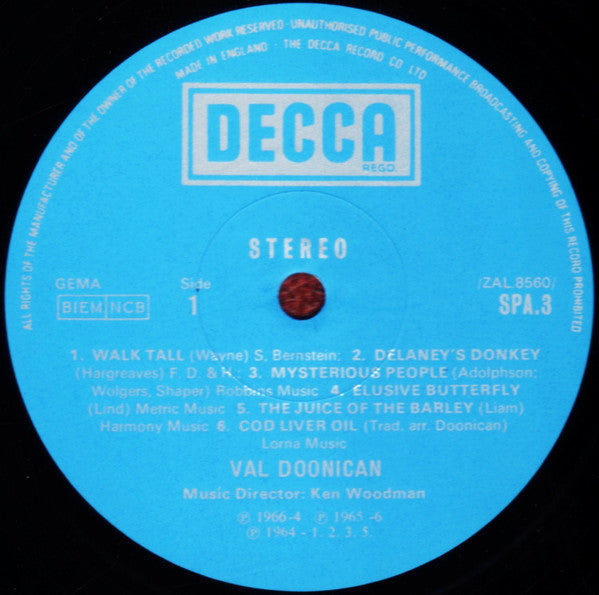 ALL RIGHTS OF THE MANUFACTURER AND OF THE OWNER OF THE RECORDED WORK RESERVED · UNAUTHORISED PUBLIC PERFORMANCE BROADCASTING AND COPYING OF THIS RECORD PROHIBITED
MADE IN ENGLAND · THE DECCA RECORD CO LTD
DECCA
REGD.
STEREO
GEMA
Side
/ZAL.8560/
BIEM/NCB
1
SPA.3
1. WALK TALL (Wayne) S. Bernstein; 2. DELANEY'S DONKEY
(Hargreaves) F. D. & H.; 3. MYSTERIOUS PEOPLE (Adolphson;
Wolgers, Shaper) Robbins Music 4. ELUSIVE BUTTERFLY
(Lind) Metric Music 5. THE JUICE OF THE BARLEY (Liam)
Harmony Music 6. COD LIVER OIL (Trad. arr. Doonican)
Lorna Music
VAL DOONICAN
Music Director: Ken Woodman
Ⓟ 1966-4 Ⓟ 1965 -6
Ⓟ 1964 - 1. 2. 3. 5.